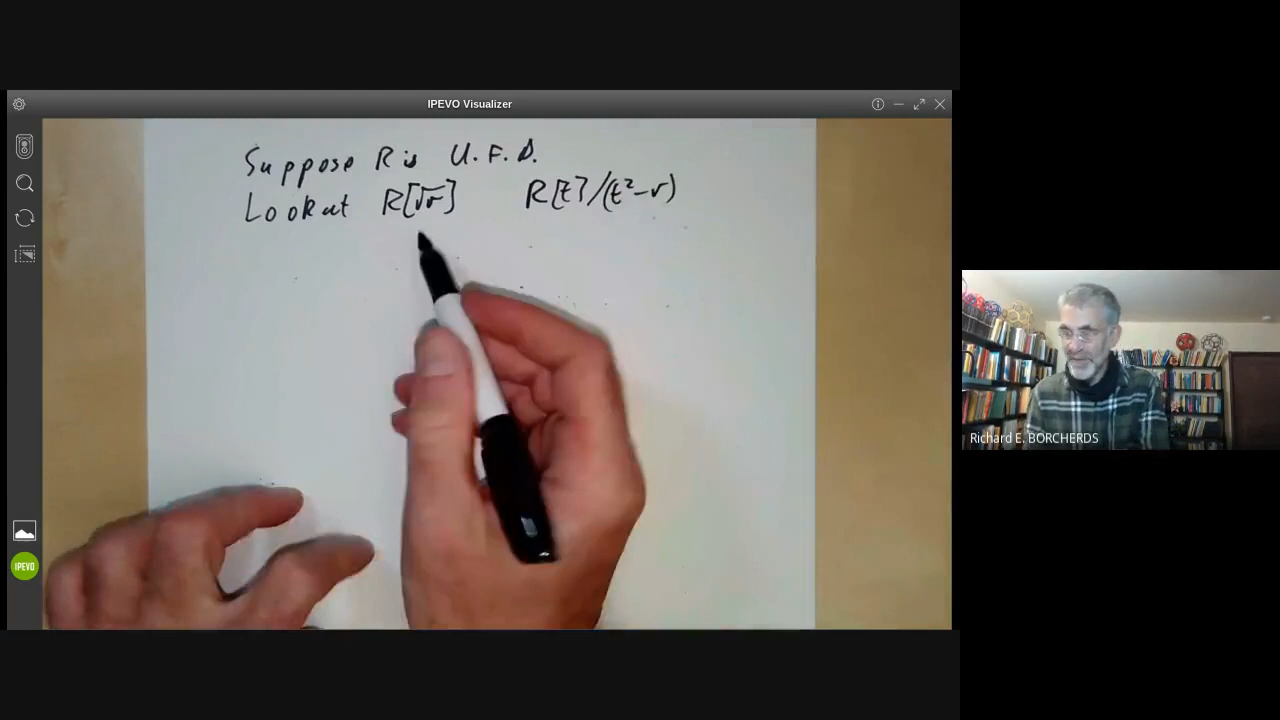 IPEVO Visualizer
Suppose R is U.F.D.
Look at R[√r] R[t]/(t²-r)
IPEVO
Richard E. BORCHERDS